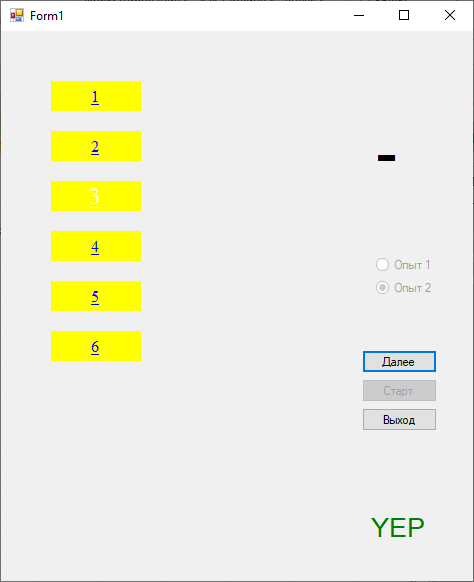 Form1
1
2
3
4
5
6
-
Опыт 1
Опыт 2
Далее
Старт
Выход
YEP